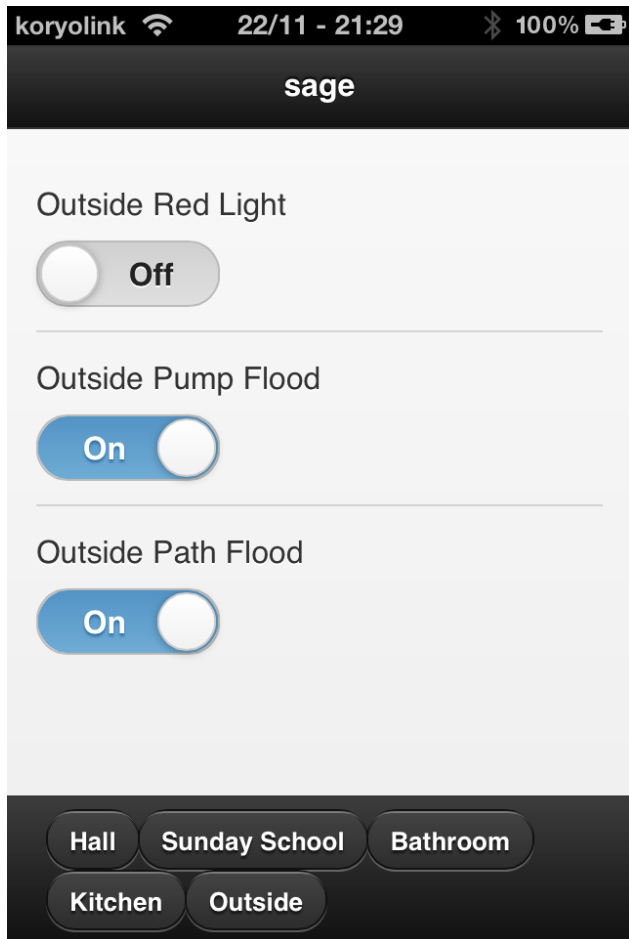 koryolink 22/11 - 21:29 100%
sage
Outside Red Light
Off
Outside Pump Flood
On
Outside Path Flood
On
Hall Sunday School Bathroom
Kitchen Outside